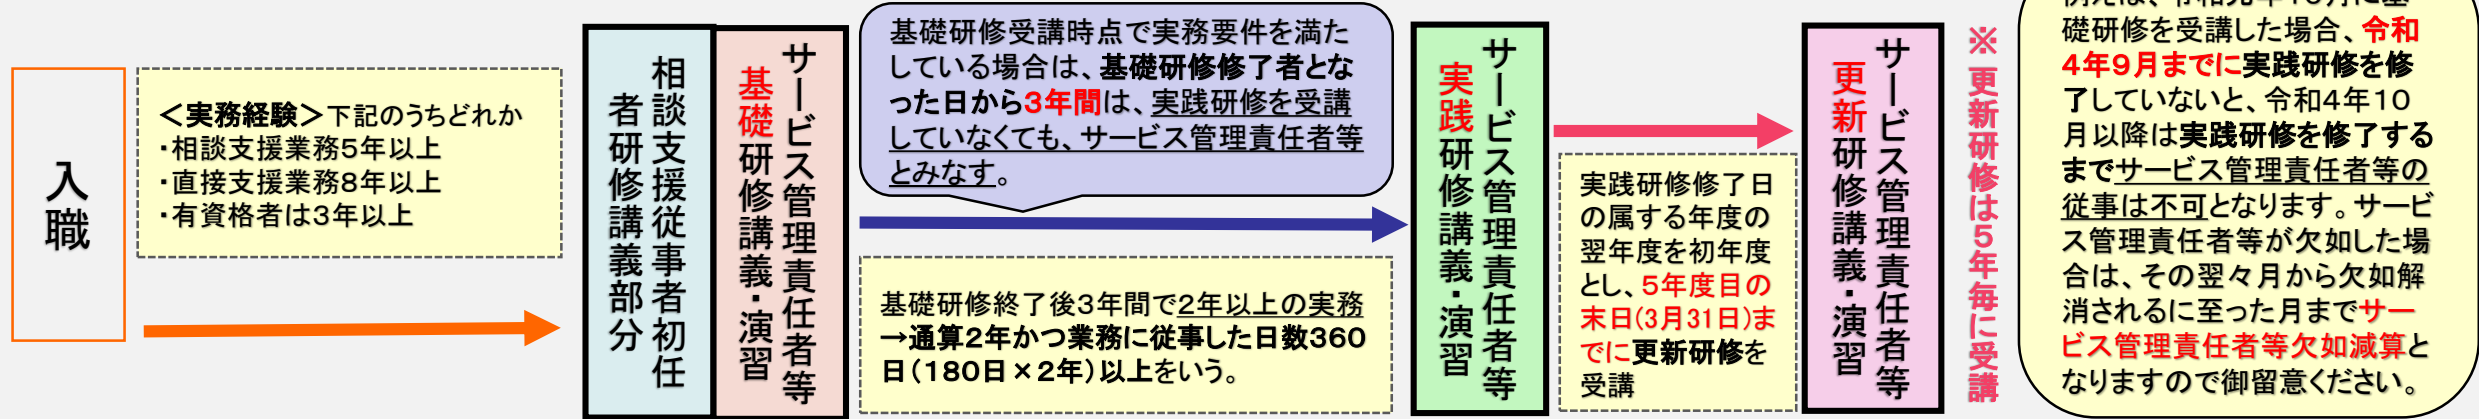 入職
＜実務経験＞下記のうちどれか
・相談支援業務5年以上
・直接支援業務8年以上
・有資格者は3年以上
相談支援従事者初任
者研修講義部分
サービス管理責任者等
基礎研修講義・演習
基礎研修受講時点で実務要件を満た
している場合は、基礎研修修了者とな
った日から3年間は、実践研修を受講
していなくても、サービス管理責任者等
とみなす。
基礎研修終了後3年間で2年以上の実務
→通算2年かつ業務に従事した日数360
日（180日×2年）以上をいう。
サービス管理責任者等
実践研修講義・演習
実践研修修了日
の属する年度の
翌年度を初年度
とし、5年度目の
末日(3月31日)ま
でに更新研修を
受講
サービス管理責任者等
更新研修講義・演習
※更新研修は5年毎に受講
例えば、令和元年10月に基
礎研修を受講した場合、令和
4年9月までに実践研修を修
了していないと、令和4年10
月以降は実践研修を修了する
までサービス管理責任者等の
従事は不可となります。サービ
ス管理責任者等が欠如した場
合は、その翌々月から欠如解
消されるに至った月までサー
ビス管理責任者等欠如減算と
なりますので御留意ください。